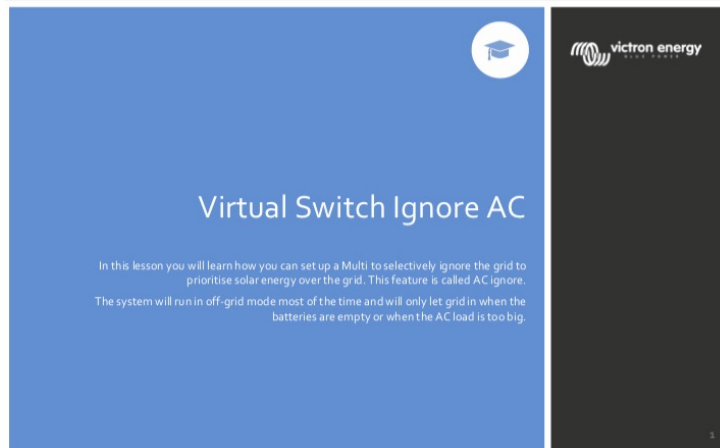 victron energy
BLUE POWER
Virtual Switch Ignore AC
In this lesson you will learn how you can set up a Multi to selectively ignore the grid to
prioritise solar energy over the grid. This feature is called AC ignore.
The system will run in off-grid mode most of the time and will only let grid in when the
batteries are empty or when the AC load is too big.
1